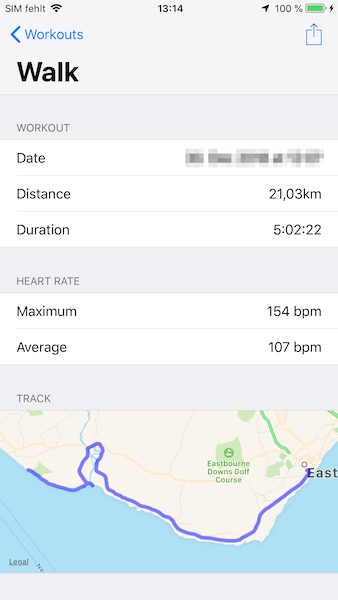 SIM fehlt 13:14 100 %
Workouts
Walk
WORKOUT
Date
Distance 21,03km
Duration 5:02:22
HEART RATE
Maximum 154 bpm
Average 107 bpm
TRACK
Eastbourne
Downs Golf
Course
East
Legal